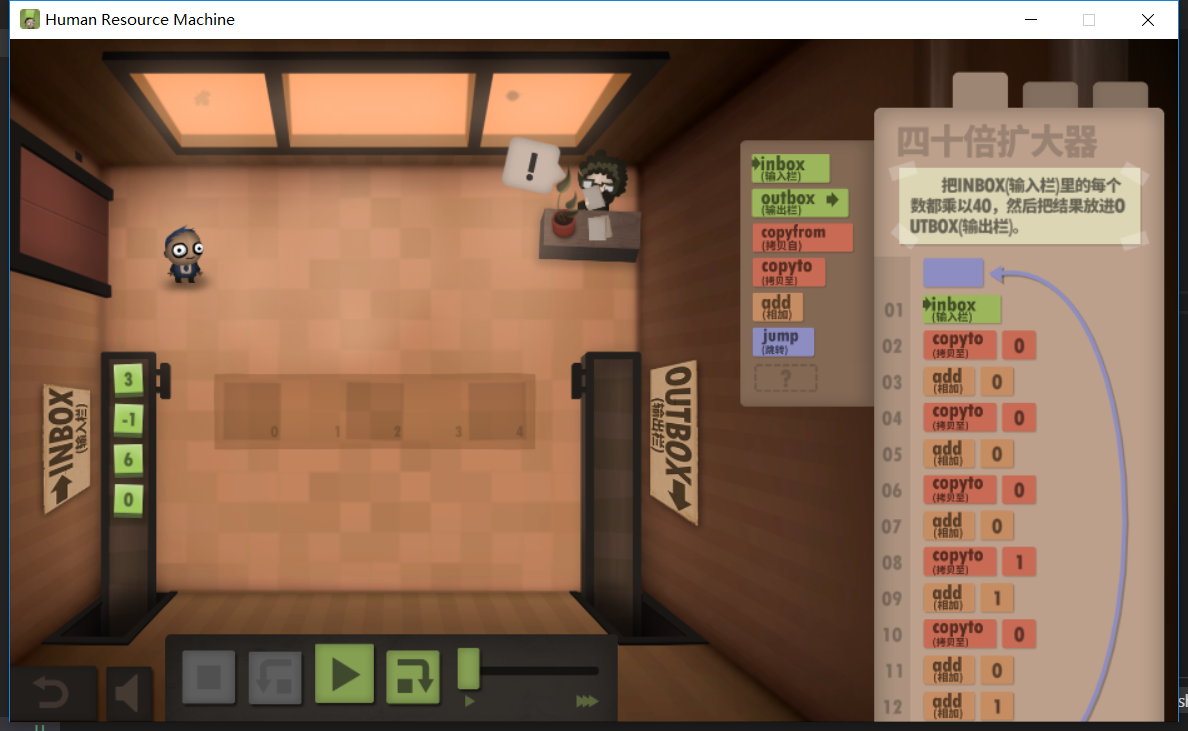 Human Resource Machine
!
inbox
(输入栏)
outbox
(输出栏)
copyfrom
(拷贝自)
copyto
(拷贝至)
add
(相加)
jump
(跳转)
?
四十倍扩大器
把INBOX(输入栏)里的每个
数都乘以40，然后把结果放进O
UTBOX(输出栏)。
01 inbox
(输入栏)
02 copyto 0
(拷贝至)
03 add 0
(相加)
04 copyto 0
(拷贝至)
05 add 0
(相加)
06 copyto 0
(拷贝至)
07 add 0
(相加)
08 copyto 1
(拷贝至)
09 add 1
(相加)
10 copyto 0
(拷贝至)
11 add 0
(相加)
12 add 1
(相加)
INBOX
(输入栏)
3
-1
6
0
0 1 2 3 4
OUTBOX
(输出栏)